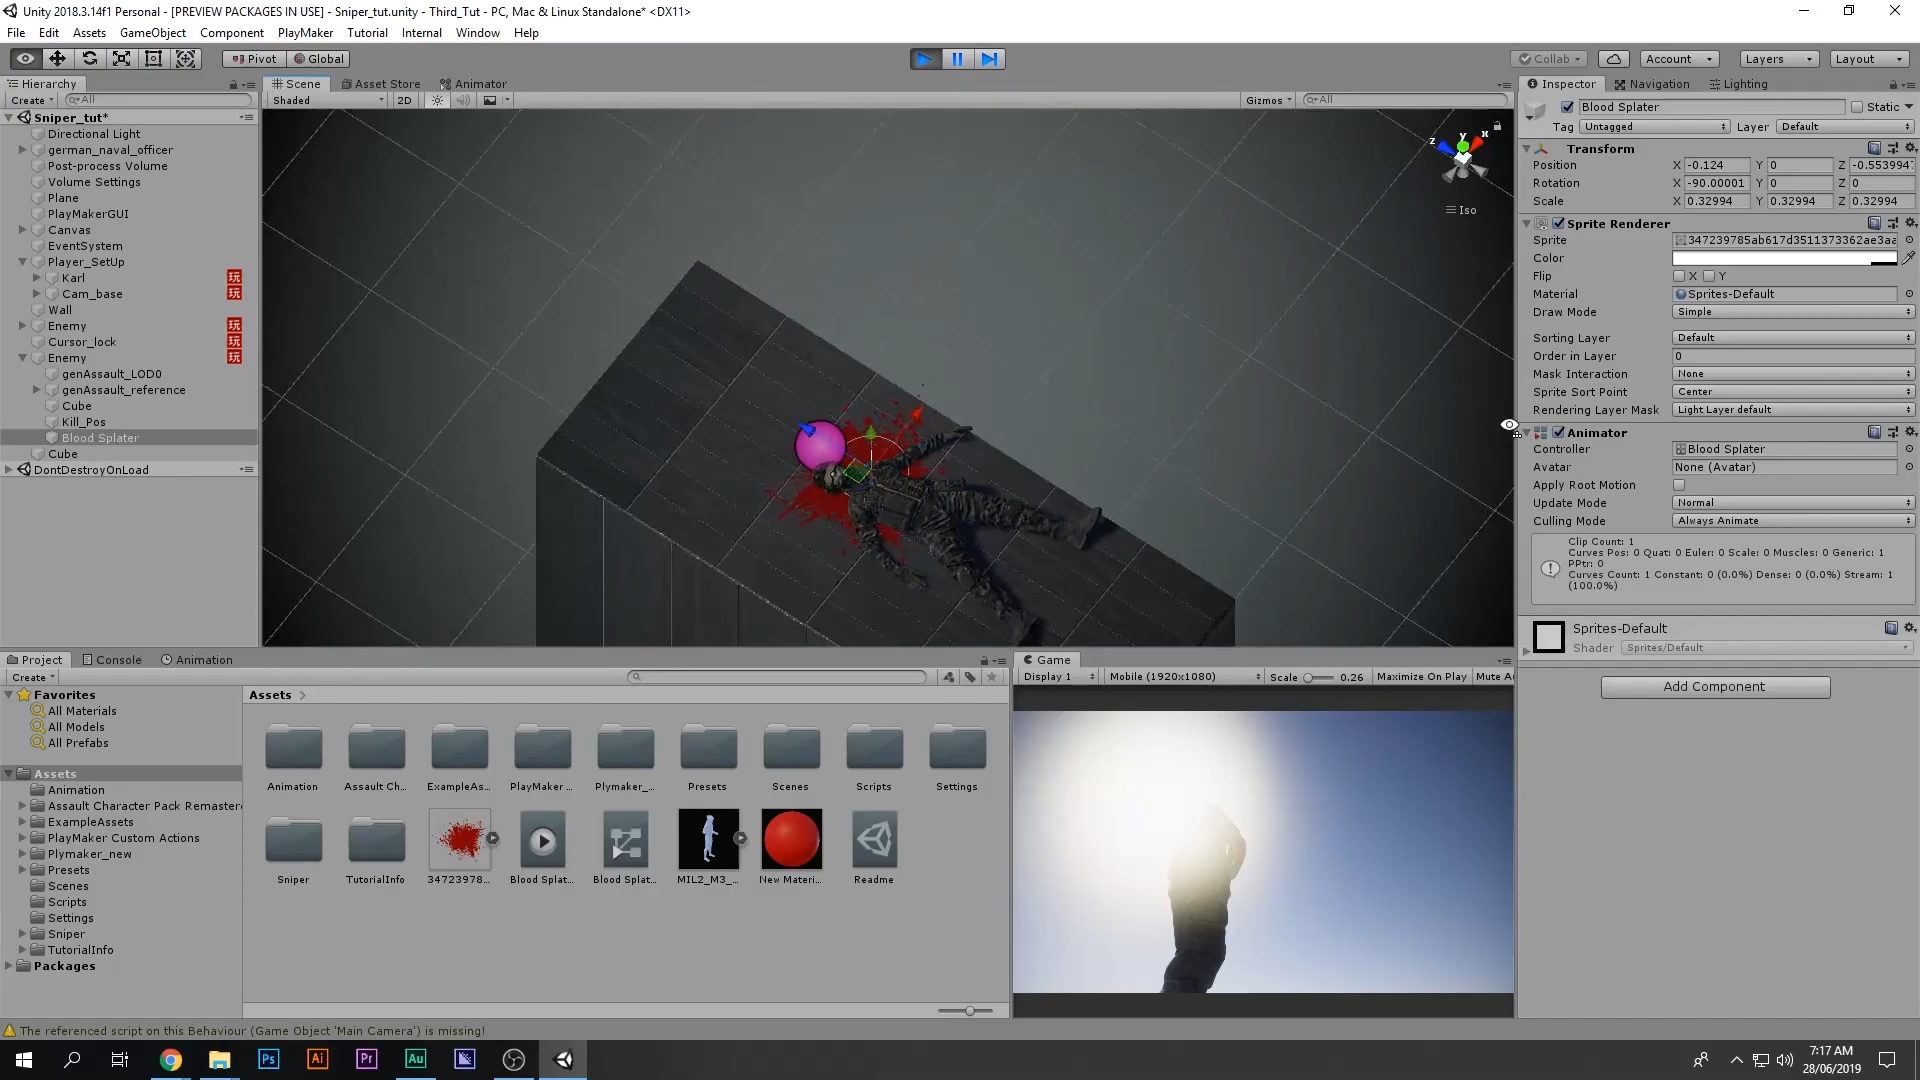 Unity 2018.3.14f1 Personal - [PREVIEW PACKAGES IN USE] - Sniper_tut.unity - Third_Tut - PC, Mac & Linux Standalone* <DX11>
File Edit Assets GameObject Component PlayMaker Tutorial Internal Window Help
Pivot Global Collab Account Layers Layout
Hierarchy
Create All
Sniper_tut*
Directional Light
german_naval_officer
Post-process Volume
Volume Settings
Plane
PlayMakerGUI
Canvas
EventSystem
Player_SetUp
Karl
Cam_base
Wall
Enemy
Cursor_lock
Enemy
genAssault_LOD0
genAssault_reference
Cube
Kill_Pos
Blood Splater
Cube
DontDestroyOnLoad
Scene Asset Store Animator
Shaded 2D Gizmos All
y
x
z
Iso
Inspector Navigation Lighting
Blood Splater Static
Tag Untagged Layer Default
Transform
Position X -0.124 Y 0 Z -0.553994
Rotation X -90.00001 Y 0 Z 0
Scale X 0.32994 Y 0.32994 Z 0.32994
Sprite Renderer
Sprite 347239785ab617d3511373362ae3aa
Color
Flip X Y
Material Sprites-Default
Draw Mode Simple
Sorting Layer Default
Order in Layer 0
Mask Interaction None
Sprite Sort Point Center
Rendering Layer Mask Light Layer default
Animator
Controller Blood Splater
Avatar None (Avatar)
Apply Root Motion
Update Mode Normal
Culling Mode Always Animate
Clip Count: 1
Curves Pos: 0 Quat: 0 Euler: 0 Scale: 0 Muscles: 0 Generic: 1
PPtr: 0
Curves Count: 1 Constant: 0 (0.0%) Dense: 0 (0.0%) Stream: 1
(100.0%)
Sprites-Default
Shader Sprites/Default
Add Component
Project Console Animation
Create
Favorites
All Materials
All Models
All Prefabs
Assets
Animation
Assault Character Pack Remaster
ExampleAssets
PlayMaker Custom Actions
Plymaker_new
Presets
Scenes
Scripts
Settings
Sniper
TutorialInfo
Packages
Assets
Animation Assault Ch... ExampleAs... PlayMaker ... Plymaker_... Presets Scenes Scripts Settings
Sniper TutorialInfo 34723978... Blood Splat... Blood Splat... MIL2_M3_... New Materi... Readme
Game
Display 1 Mobile (1920x1080) Scale 0.26 Maximize On Play Mute A
The referenced script on this Behaviour (Game Object 'Main Camera') is missing!
Ps Ai Pr Au
7:17 AM
28/06/2019